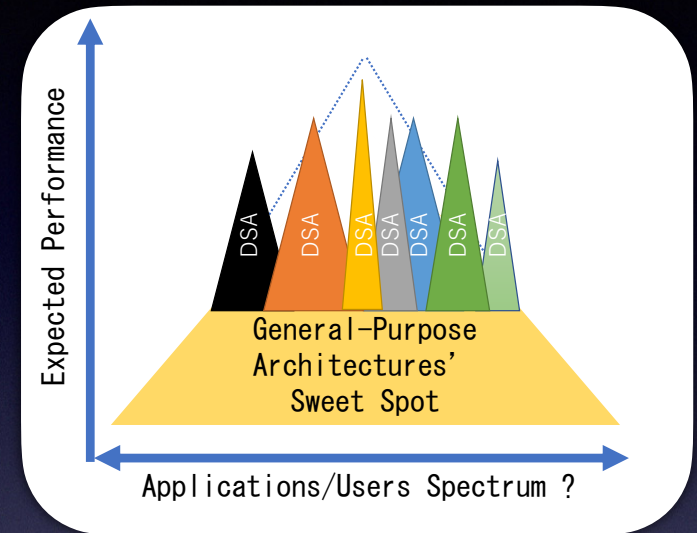 Expected Performance
DSA
DSA
DSA
DSA
DSA
DSA
DSA
General-Purpose
Architectures’
Sweet Spot
Applications/Users Spectrum ?